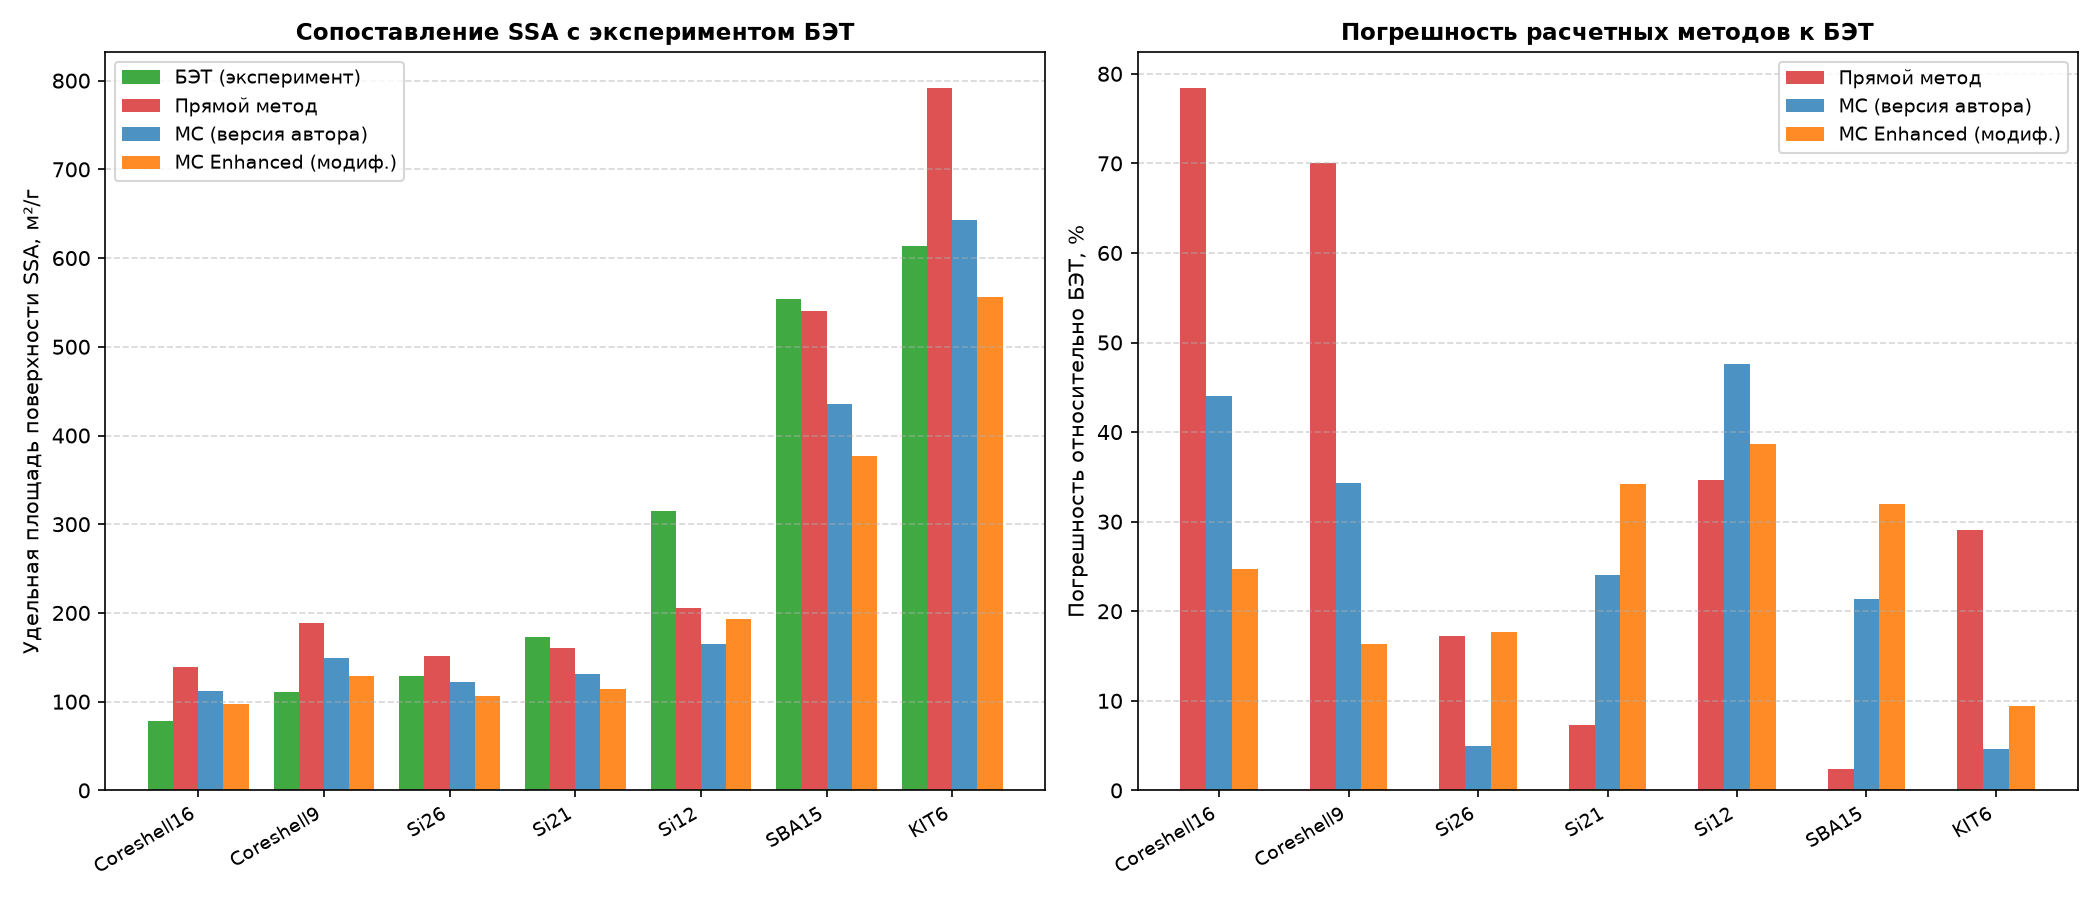 Сопоставление SSA с экспериментом БЭТ
Удельная площадь поверхности SSA, м²/г
800
700
600
500
400
300
200
100
0
БЭТ (эксперимент)
Прямой метод
МС (версия автора)
МС Enhanced (модиф.)
Coreshell16
Coreshell9
Si26
Si21
Si12
SBA15
KIT6
Погрешность расчетных методов к БЭТ
Погрешность относительно БЭТ, %
80
70
60
50
40
30
20
10
0
Прямой метод
МС (версия автора)
МС Enhanced (модиф.)
Coreshell16
Coreshell9
Si26
Si21
Si12
SBA15
KIT6